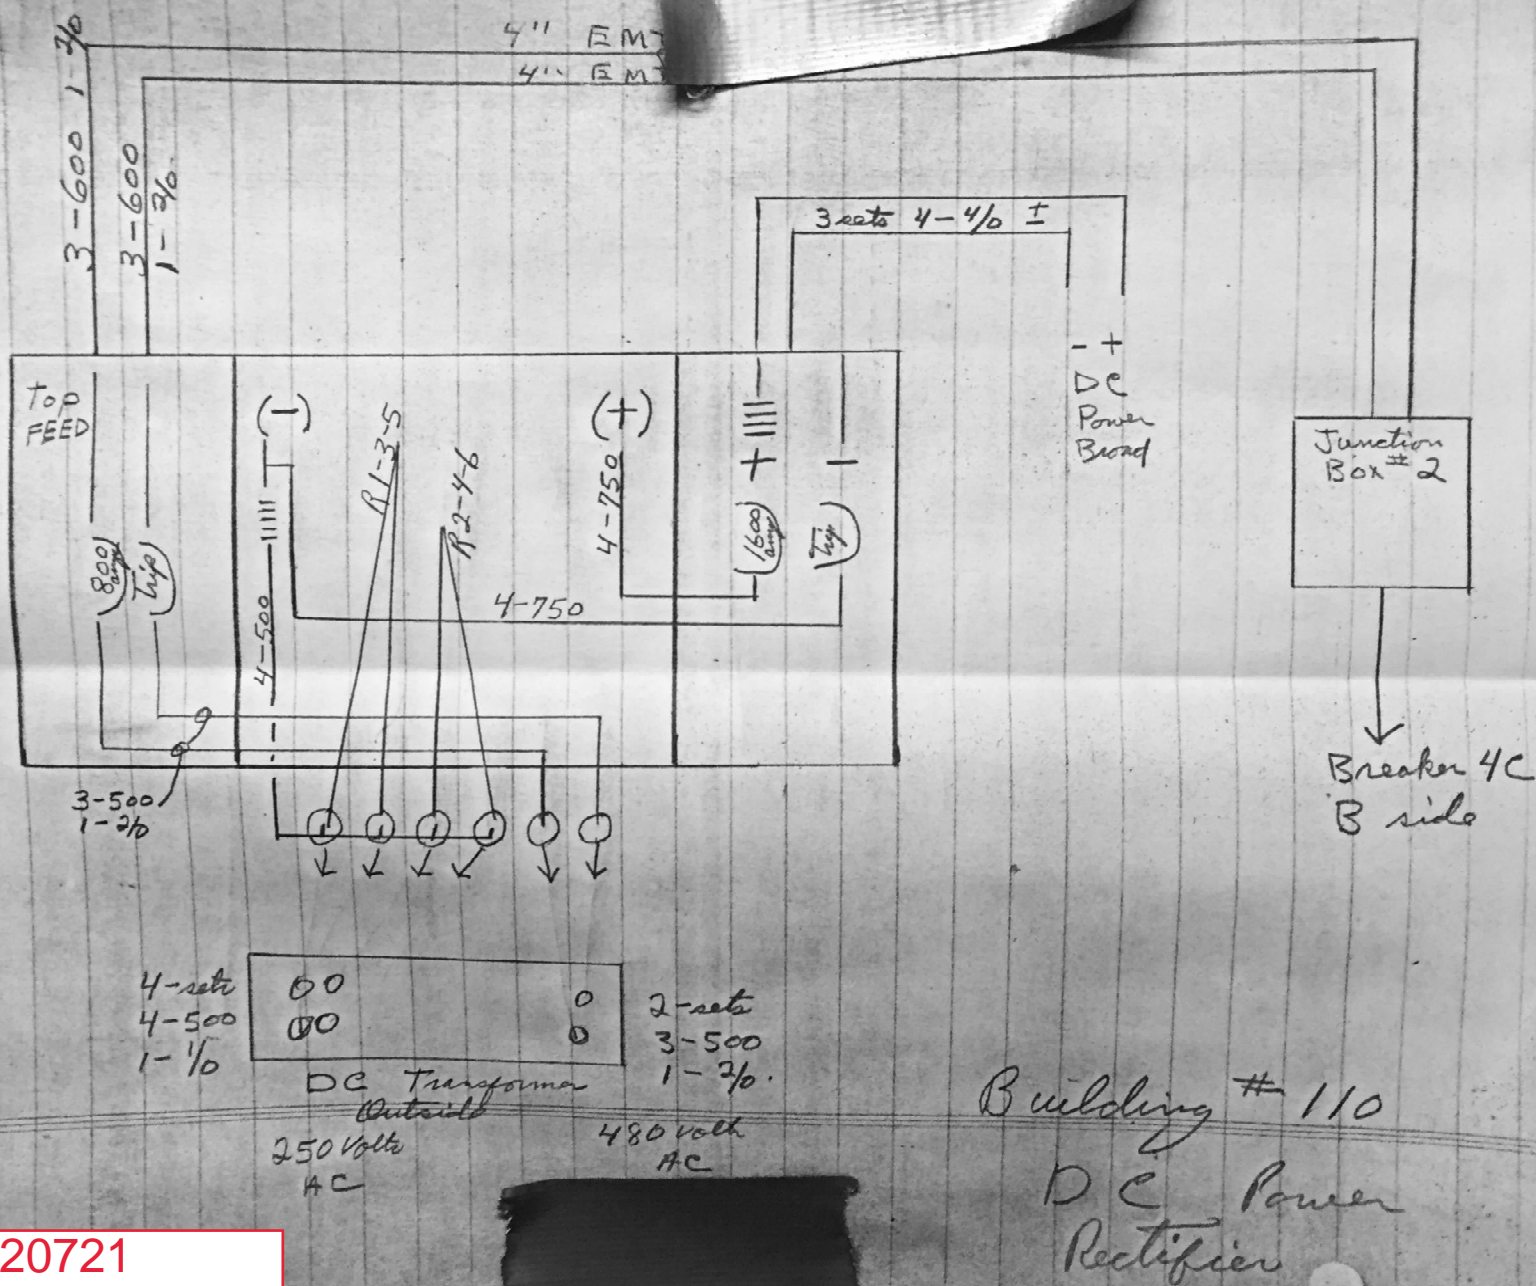 4" EMT
4" EMT
3-600 1-2/0
3-600
1-2/0.
3 sets 4-4/0 ±
- +
DC
Power
Broad
Top
FEED
(-)
R1-3-5
R2-4-6
(+)
4-750
+
-
1600
amp
Trip
800
amp
Trip
4-500
4-750
Junction
Box #2
Breaker 4C
B side
3-500
1-2/0
4-sets
4-500
1-1/0
2-sets
3-500
1-2/0.
DC Transformer
Outside
250 Volts
AC
480 volts
AC
Building #110
DC Power
Rectifier
20721